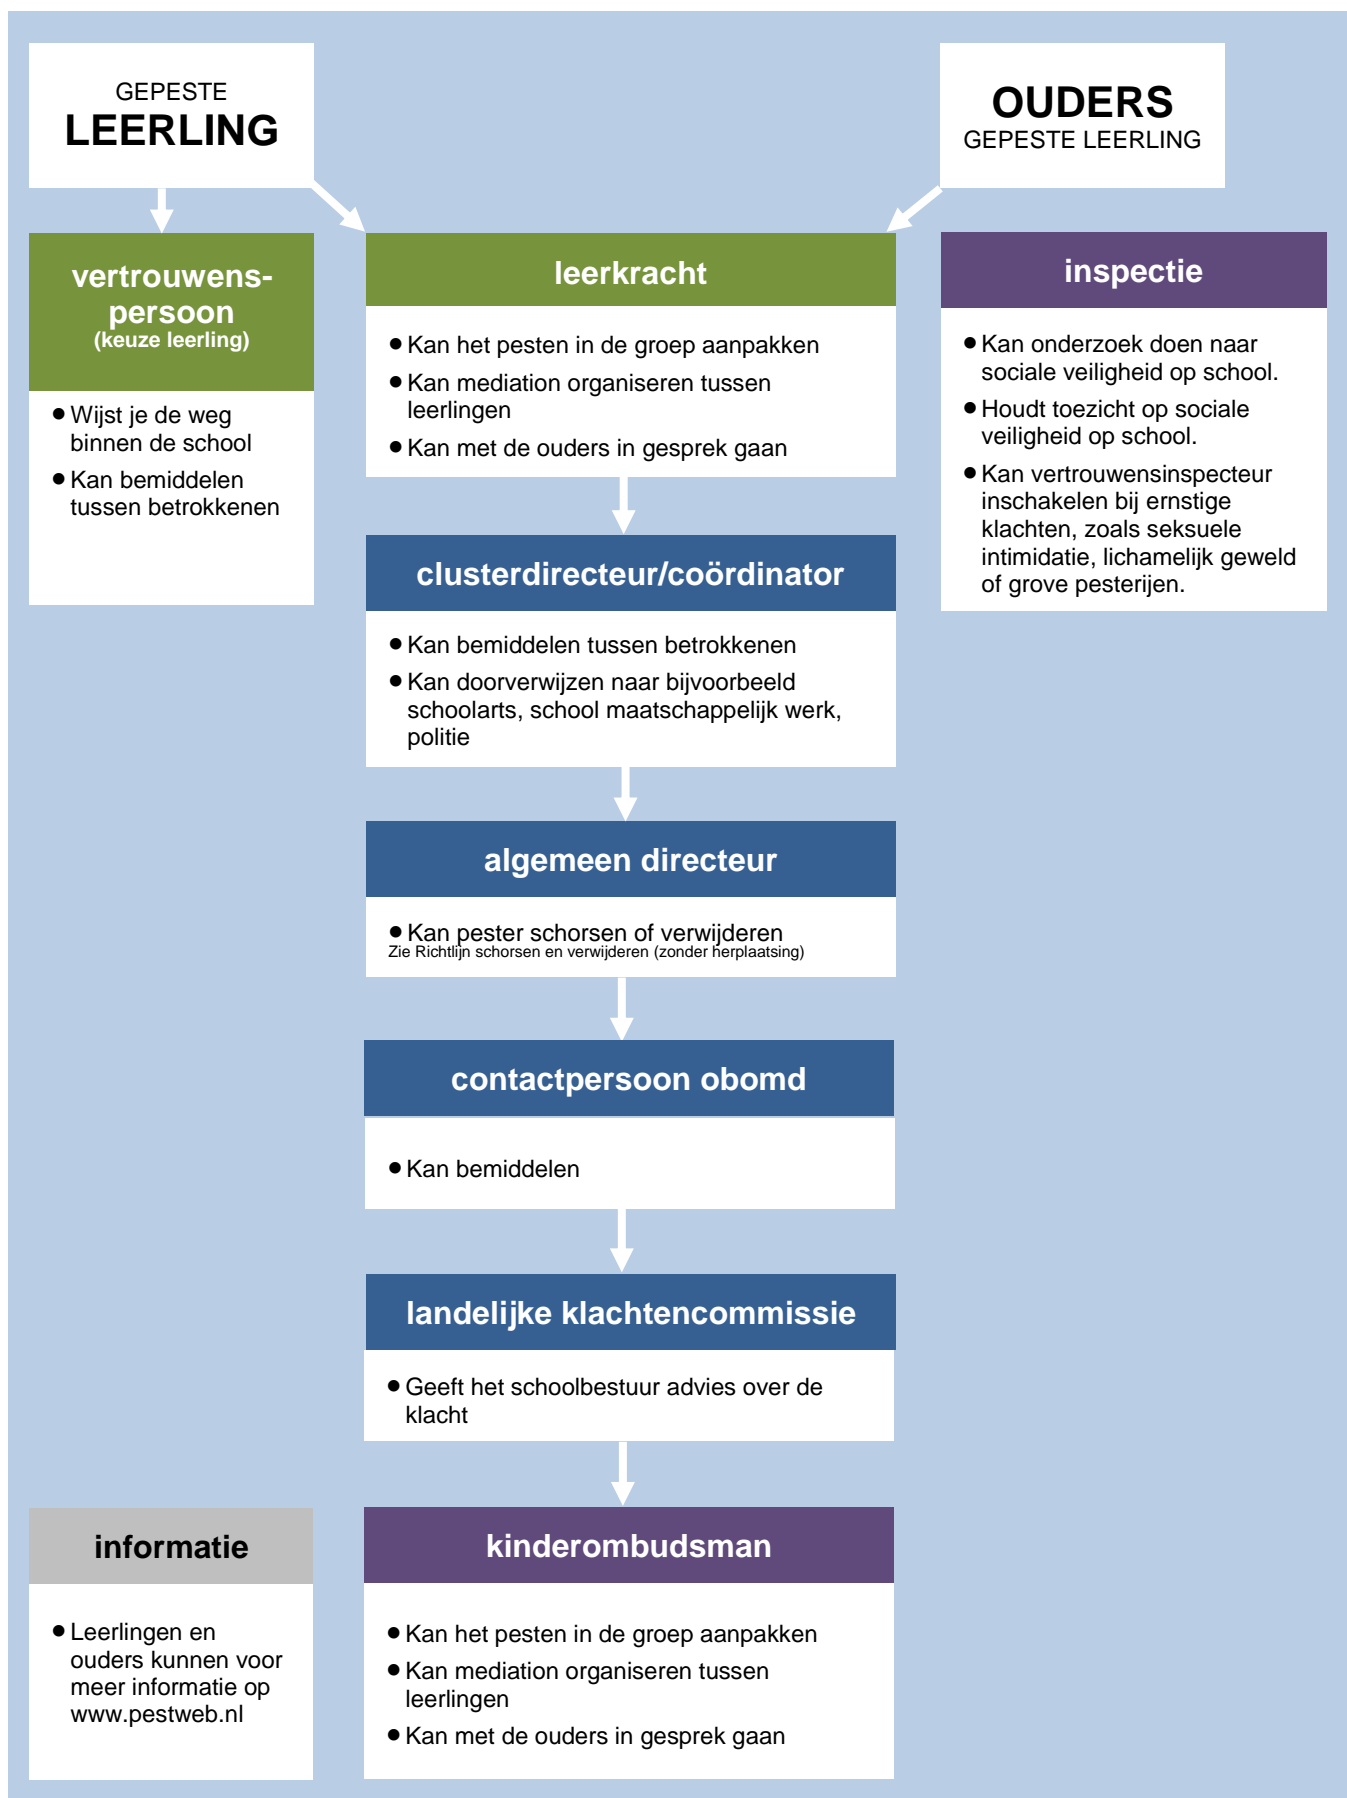 GEPESTE
LEERLING
OUDERS
GEPESTE LEERLING
vertrouwens-
persoon
(keuze leerling)
• Wijst je de weg
binnen de school
• Kan bemiddelen
tussen betrokkenen
leerkracht
• Kan het pesten in de groep aanpakken
• Kan mediation organiseren tussen
leerlingen
• Kan met de ouders in gesprek gaan
inspectie
• Kan onderzoek doen naar
sociale veiligheid op school.
• Houdt toezicht op sociale
veiligheid op school.
• Kan vertrouwensinspecteur
inschakelen bij ernstige
klachten, zoals seksuele
intimidatie, lichamelijk geweld
of grove pesterijen.
clusterdirecteur/coördinator
• Kan bemiddelen tussen betrokkenen
• Kan doorverwijzen naar bijvoorbeeld
schoolarts, school maatschappelijk werk,
politie
algemeen directeur
• Kan pester schorsen of verwijderen
Zie Richtlijn schorsen en verwijderen (zonder herplaatsing)
contactpersoon obomd
• Kan bemiddelen
landelijke klachtencommissie
• Geeft het schoolbestuur advies over de
klacht
informatie
• Leerlingen en
ouders kunnen voor
meer informatie op
www.pestweb.nl
kinderombudsman
• Kan het pesten in de groep aanpakken
• Kan mediation organiseren tussen
leerlingen
• Kan met de ouders in gesprek gaan